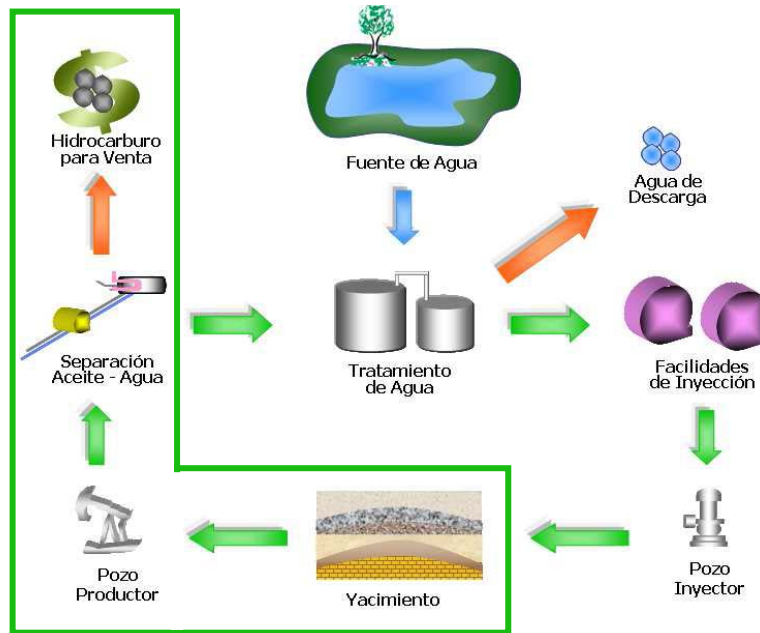 Hidrocarburo
para Venta
Fuente de Agua
Agua de
Descarga
Separación
Aceite - Agua
Tratamiento
de Agua
Facilidades
de Inyección
Pozo
Productor
Yacimiento
Pozo
Inyector